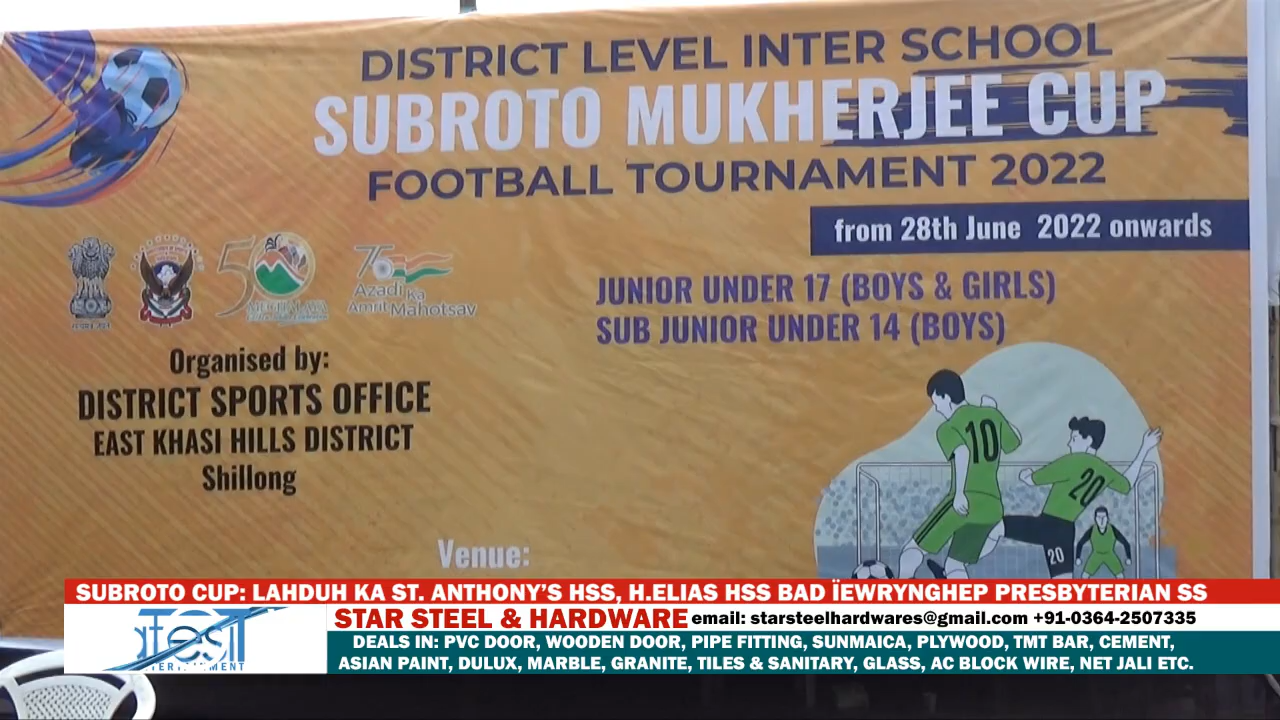 DISTRICT LEVEL INTER SCHOOL
SUBROTO MUKHERJEE CUP
FOOTBALL TOURNAMENT 2022
from 28th June 2022 onwards
50
MEGHALAYA
75
Azadi Ka
Amrit Mahotsav
JUNIOR UNDER 17 (BOYS & GIRLS)
SUB JUNIOR UNDER 14 (BOYS)
Organised by:
DISTRICT SPORTS OFFICE
EAST KHASI HILLS DISTRICT
Shillong
10
20
20
Venue:
SUBROTO CUP: LAHDUH KA ST. ANTHONY'S HSS, H.ELIAS HSS BAD ÏEWRYNGHEP PRESBYTERIAN SS
STAR STEEL & HARDWARE email: starsteelhardwares@gmail.com +91-0364-2507335
DEALS IN: PVC DOOR, WOODEN DOOR, PIPE FITTING, SUNMAICA, PLYWOOD, TMT BAR, CEMENT,
ASIAN PAINT, DULUX, MARBLE, GRANITE, TILES & SANITARY, GLASS, AC BLOCK WIRE, NET JALI ETC.